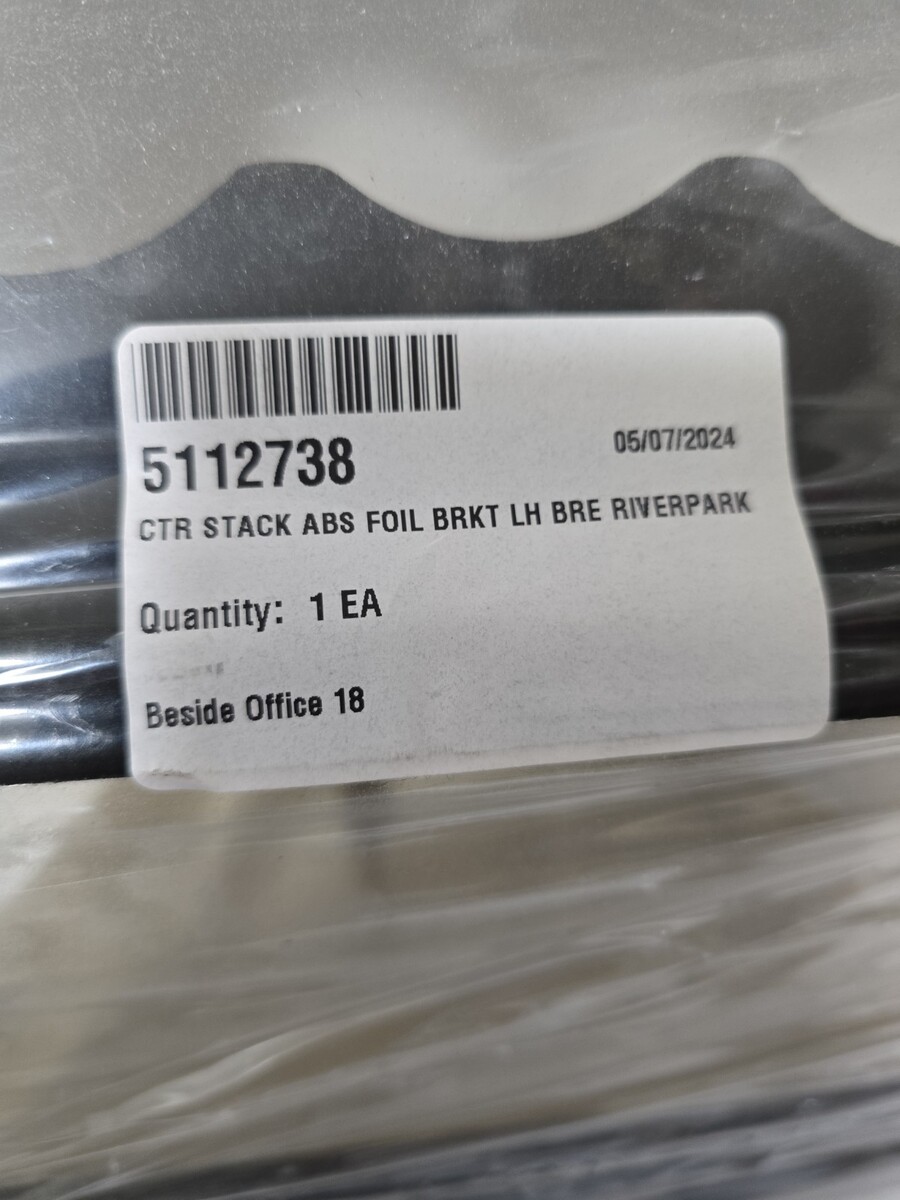 5112738
05/07/2024
CTR STACK ABS FOIL BRKT LH BRE RIVERPARK
Quantity: 1 EA
Beside Office 18